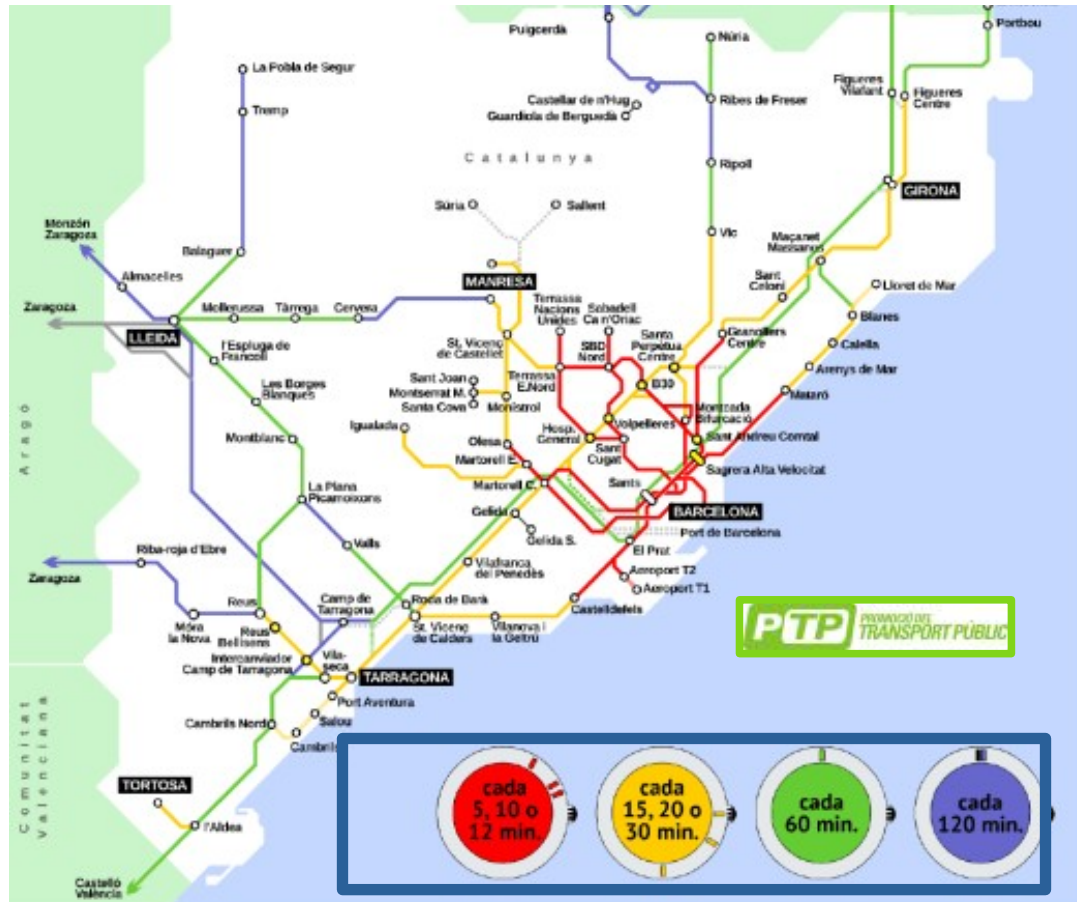 Portbou
Puigcerdà
Núria
La Pobla de Segur
Figueres
Vilafant
Figueres
Centre
Castellar de n'Hug
Guardiola de Berguedà
Ribes de Freser
Tremp
Catalunya
Ripoll
GIRONA
Súria
Sallent
Monzón
Zaragoza
Vic
Maçanet
Massanes
Balaguer
Almacelles
MANRESA
Sant
Celoni
Lloret de Mar
Zaragoza
Mollerussa
Tàrrega
Cervera
Terrassa
Nacions
Unides
Sabadell
Ca n'Oriac
Santa
Perpètua
Centre
Granollers
Centre
Blanes
LLEIDA
l'Espluga de
Francolí
St. Vicenç
de Castellet
SBD
Nord
Calella
Arenys de Mar
Les Borges
Blanques
Sant Joan
Montserrat M.
Santa Cova
Terrassa
E.Nord
B30
Mataró
Monistrol
Montcada
Bifurcació
Aragó
Igualada
Hosp.
General
Volpelleres
Montblanc
Olesa
Sant
Cugat
Sant Andreu Comtal
Martorell E.
Sagrera Alta Velocitat
La Plana
Picamoixons
Martorell C.
Sants
BARCELONA
Gelida
Gelida S.
Port de Barcelona
El Prat
Riba-roja d'Ebre
Valls
Vilafranca
del Penedès
Aeroport T2
Aeroport T1
Zaragoza
Camp de
Tarragona
Roda de Barà
Castelldefels
Reus
Móra
la Nova
Reus
Bellisens
St. Vicenç
de Calders
Vilanova i
la Geltrú
PTP PROMOCIÓ DEL
TRANSPORT PÚBLIC
Intercanviador
Camp de Tarragona
Vila-
seca
TARRAGONA
Port Aventura
Cambrils Nord
Salou
Cambrils
Comunitat
Valenciana
TORTOSA
l'Aldea
Castelló
València
cada
5, 10 o
12 min.
cada
15, 20 o
30 min.
cada
60 min.
cada
120 min.